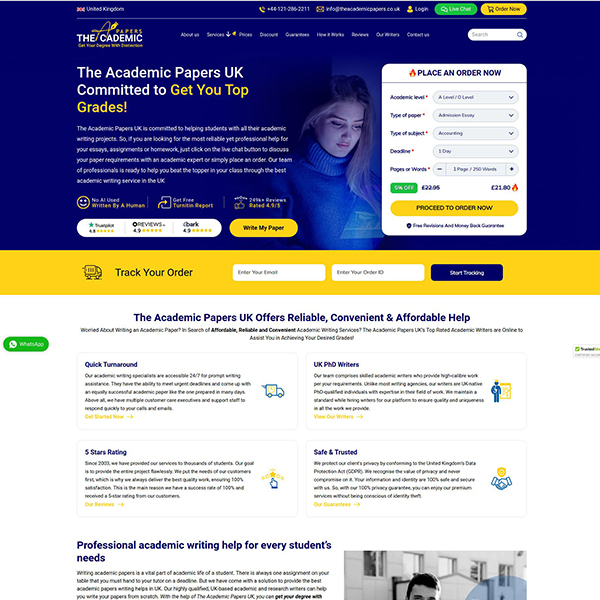 United Kingdom
+44-121-286-2211
info@theacademicpapers.co.uk
Login
Live Chat
Order Now
THE ACADEMIC PAPERS
Get Your Degree With Distinction
About us
Services
Prices
Discount
Guarantees
How it Works
Reviews
Our Writers
Contact us
Search
The Academic Papers UK
Committed to Get You Top
Grades!
The Academic Papers UK is committed to helping students with all their academic
writing projects. So, if you are looking for the most reliable yet professional help for
your essays, assignments or homework, just click on the live chat button to discuss
your paper requirements with an academic expert or simply place an order. Our team
of professionals is ready to help you beat the topper in your class through the best
academic writing service in the UK
No AI Used
Written By A Human
Get Free
Turnitin Report
249k+ Reviews
Rated 4.9/5
Trustpilot
4.8
REVIEWS
4.9
bark
4.9
Write My Paper
PLACE AN ORDER NOW
Academic level *
A Level / O Level
Type of paper *
Admission Essay
Type of subject *
Accounting
Deadline *
1 Day
Pages or Words *
1 Page / 250 Words
5% OFF
£22.95
£21.80
PROCEED TO ORDER NOW
Free Revisions And Money Back Guarantee
Track Your Order
Enter Your Email
Enter Your Order ID
Start Tracking
The Academic Papers UK Offers Reliable, Convenient & Affordable Help
Worried About Writing an Academic Paper? In Search of Affordable, Reliable and Convenient Academic Writing Services? The Academic Papers UK's Top Rated Academic Writers are Online to
Assist You in Achieving Your Desired Grades!
WhatsApp
Quick Turnaround
Our academic writing specialists are accessible 24/7 for prompt writing
assistance. They have the ability to meet urgent deadlines and come up with
an equally successful academic paper like the one prepared in many days.
Above all, we have multiple customer executives and support staff to
respond quickly to your calls and emails.
Get Started Now
UK PhD Writers
Our team comprises skilled academic writers who provide high-calibre work
per your requirements. Unlike most writing agencies, our writers are UK-native
PhD-qualified individuals with expertise in their field of work. We maintain a
standard while hiring writers for our platform to ensure quality and uniqueness
in all the work we provide.
View Our Writers
5 Stars Rating
Since 2003, we have provided our services to thousands of students. Our goal
is to provide the entire project flawlessly. We put the needs of our customers
first, which is why we always deliver the best quality work, ensuring 100%
satisfaction. This is the main reason we have a success rate of 100% and
received a 5-star rating from our customers.
Our Reviews
Safe & Trusted
We protect our client's privacy by conforming to the United Kingdom's Data
Protection Act (GDPR). We recognise the value of privacy and never
compromise on it. Your information and identity are 100% safe and secure
with us. So, with our 100% privacy guarantee, you can enjoy our premium
services without being conscious of identity theft.
Our Guarantees
Professional academic writing help for every student's
needs
Writing academic papers is a vital part of academic life of a student. There is always one assignment on your
table that you must hand to your tutor on a deadline. But we have come with a solution to provide the best
academic papers writing helps in UK. Our highly qualified, UK-based academic and research writers can help
you write your papers from scratch. With the help of The Academic Papers UK, you can get your degree with